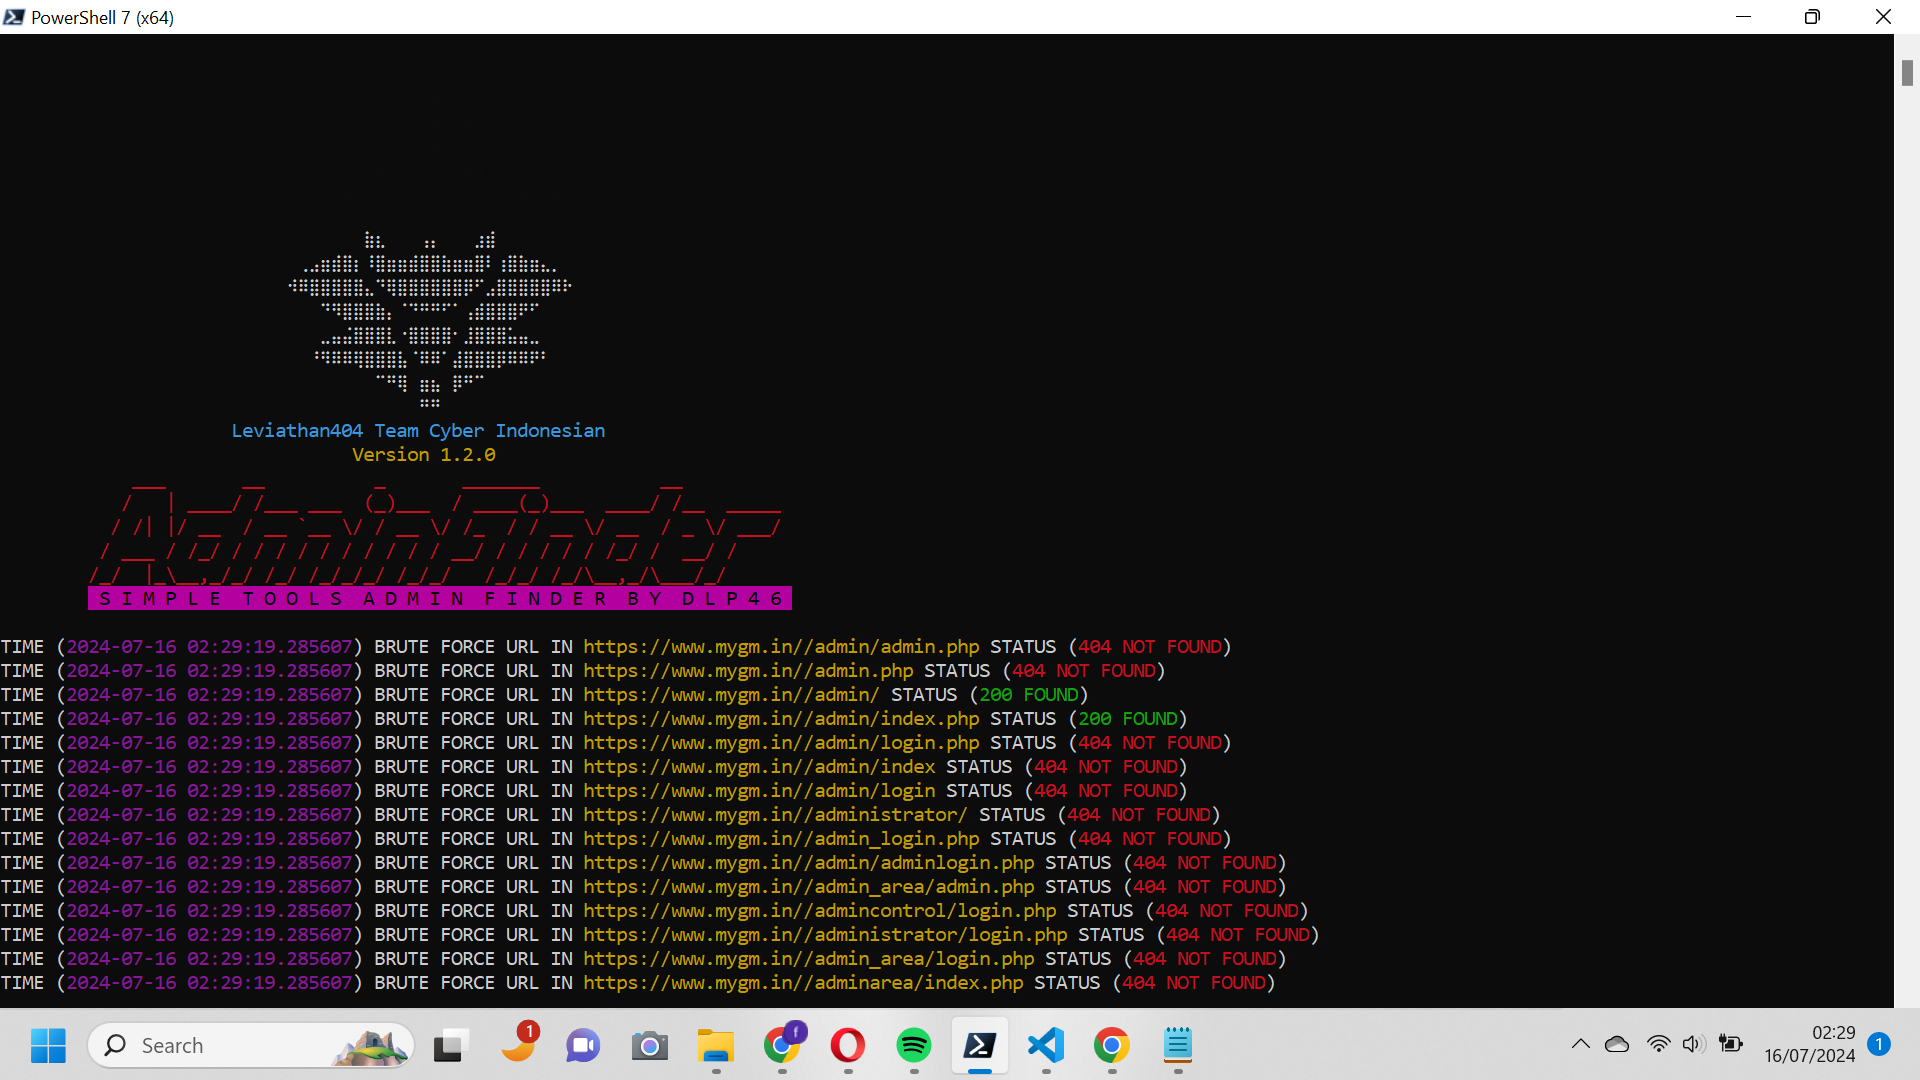 PowerShell 7 (x64)
Leviathan404 Team Cyber Indonesian
Version 1.2.0
AdminFinder
SIMPLE TOOLS ADMIN FINDER BY DLP46
TIME (2024-07-16 02:29:19.285607) BRUTE FORCE URL IN https://www.mygm.in//admin/admin.php STATUS (404 NOT FOUND)
TIME (2024-07-16 02:29:19.285607) BRUTE FORCE URL IN https://www.mygm.in//admin.php STATUS (404 NOT FOUND)
TIME (2024-07-16 02:29:19.285607) BRUTE FORCE URL IN https://www.mygm.in//admin/ STATUS (200 FOUND)
TIME (2024-07-16 02:29:19.285607) BRUTE FORCE URL IN https://www.mygm.in//admin/index.php STATUS (200 FOUND)
TIME (2024-07-16 02:29:19.285607) BRUTE FORCE URL IN https://www.mygm.in//admin/login.php STATUS (404 NOT FOUND)
TIME (2024-07-16 02:29:19.285607) BRUTE FORCE URL IN https://www.mygm.in//admin/index STATUS (404 NOT FOUND)
TIME (2024-07-16 02:29:19.285607) BRUTE FORCE URL IN https://www.mygm.in//admin/login STATUS (404 NOT FOUND)
TIME (2024-07-16 02:29:19.285607) BRUTE FORCE URL IN https://www.mygm.in//administrator/ STATUS (404 NOT FOUND)
TIME (2024-07-16 02:29:19.285607) BRUTE FORCE URL IN https://www.mygm.in//admin_login.php STATUS (404 NOT FOUND)
TIME (2024-07-16 02:29:19.285607) BRUTE FORCE URL IN https://www.mygm.in//admin/adminlogin.php STATUS (404 NOT FOUND)
TIME (2024-07-16 02:29:19.285607) BRUTE FORCE URL IN https://www.mygm.in//admin_area/admin.php STATUS (404 NOT FOUND)
TIME (2024-07-16 02:29:19.285607) BRUTE FORCE URL IN https://www.mygm.in//admincontrol/login.php STATUS (404 NOT FOUND)
TIME (2024-07-16 02:29:19.285607) BRUTE FORCE URL IN https://www.mygm.in//administrator/login.php STATUS (404 NOT FOUND)
TIME (2024-07-16 02:29:19.285607) BRUTE FORCE URL IN https://www.mygm.in//admin_area/login.php STATUS (404 NOT FOUND)
TIME (2024-07-16 02:29:19.285607) BRUTE FORCE URL IN https://www.mygm.in//adminarea/index.php STATUS (404 NOT FOUND)
Search
1
f
02:29
16/07/2024
1